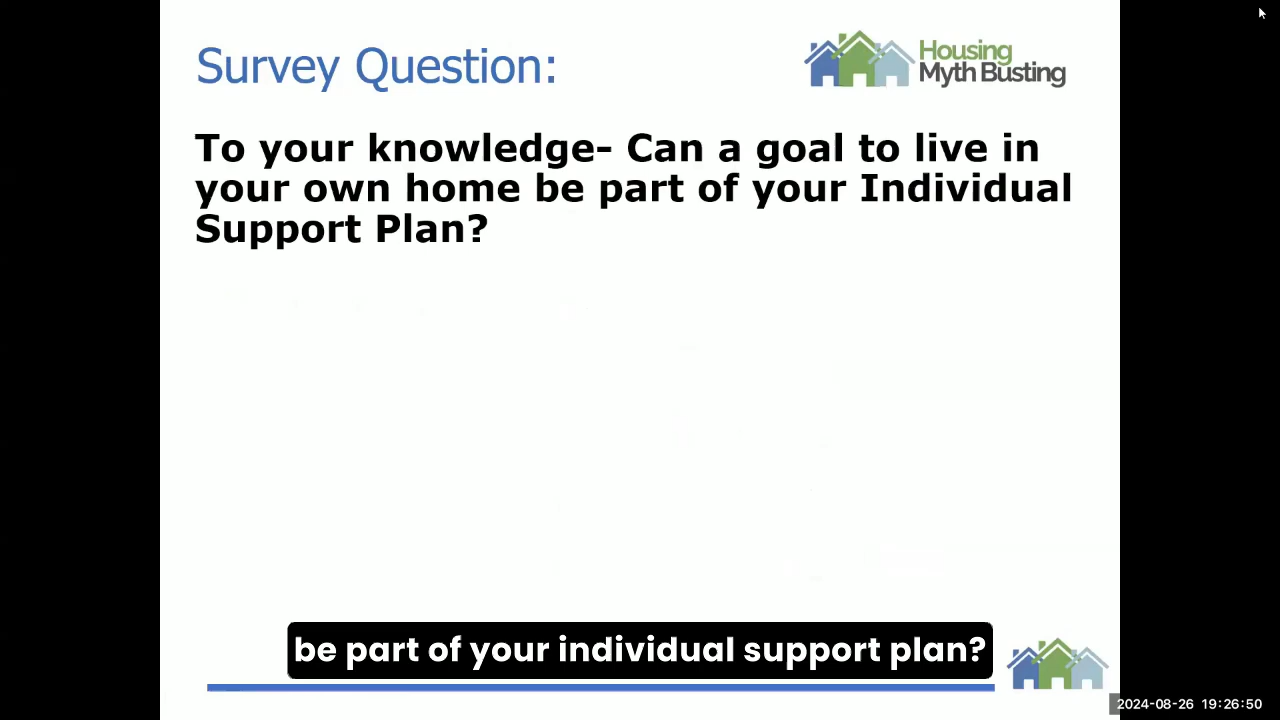 Survey Question:
Housing
Myth Busting
To your knowledge- Can a goal to live in
your own home be part of your Individual
Support Plan?
be part of your individual support plan?
2024-08-26 19:26:50